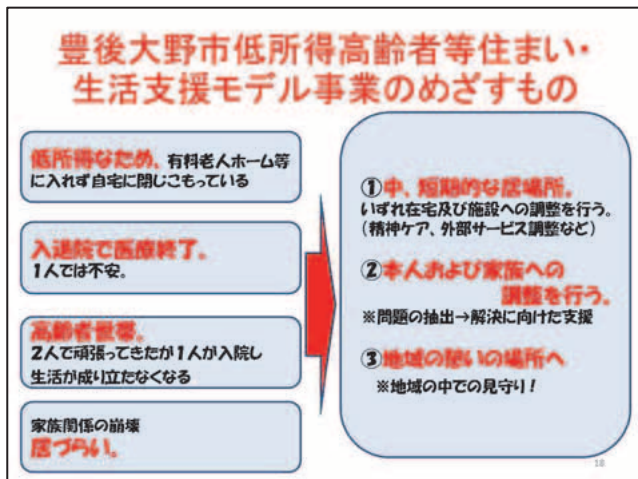 豊後大野市低所得高齢者等住まい・
生活支援モデル事業のめざすもの
低所得なため、有料老人ホーム等
に入れず自宅に閉じこもっている
入退院で医療終了。
1人では不安。
高齢者世帯。
2人で頑張ってきたが1人が入院し
生活が成り立たなくなる
家族関係の崩壊
居づらい。
①中、短期的な居場所。
いずれ在宅及び施設への調整を行う。
(精神ケア、外部サービス調整など)
②本人および家族への
調整を行う。
※問題の抽出→解決に向けた支援
③地域の憩いの場所へ
※地域の中での見守り!
18